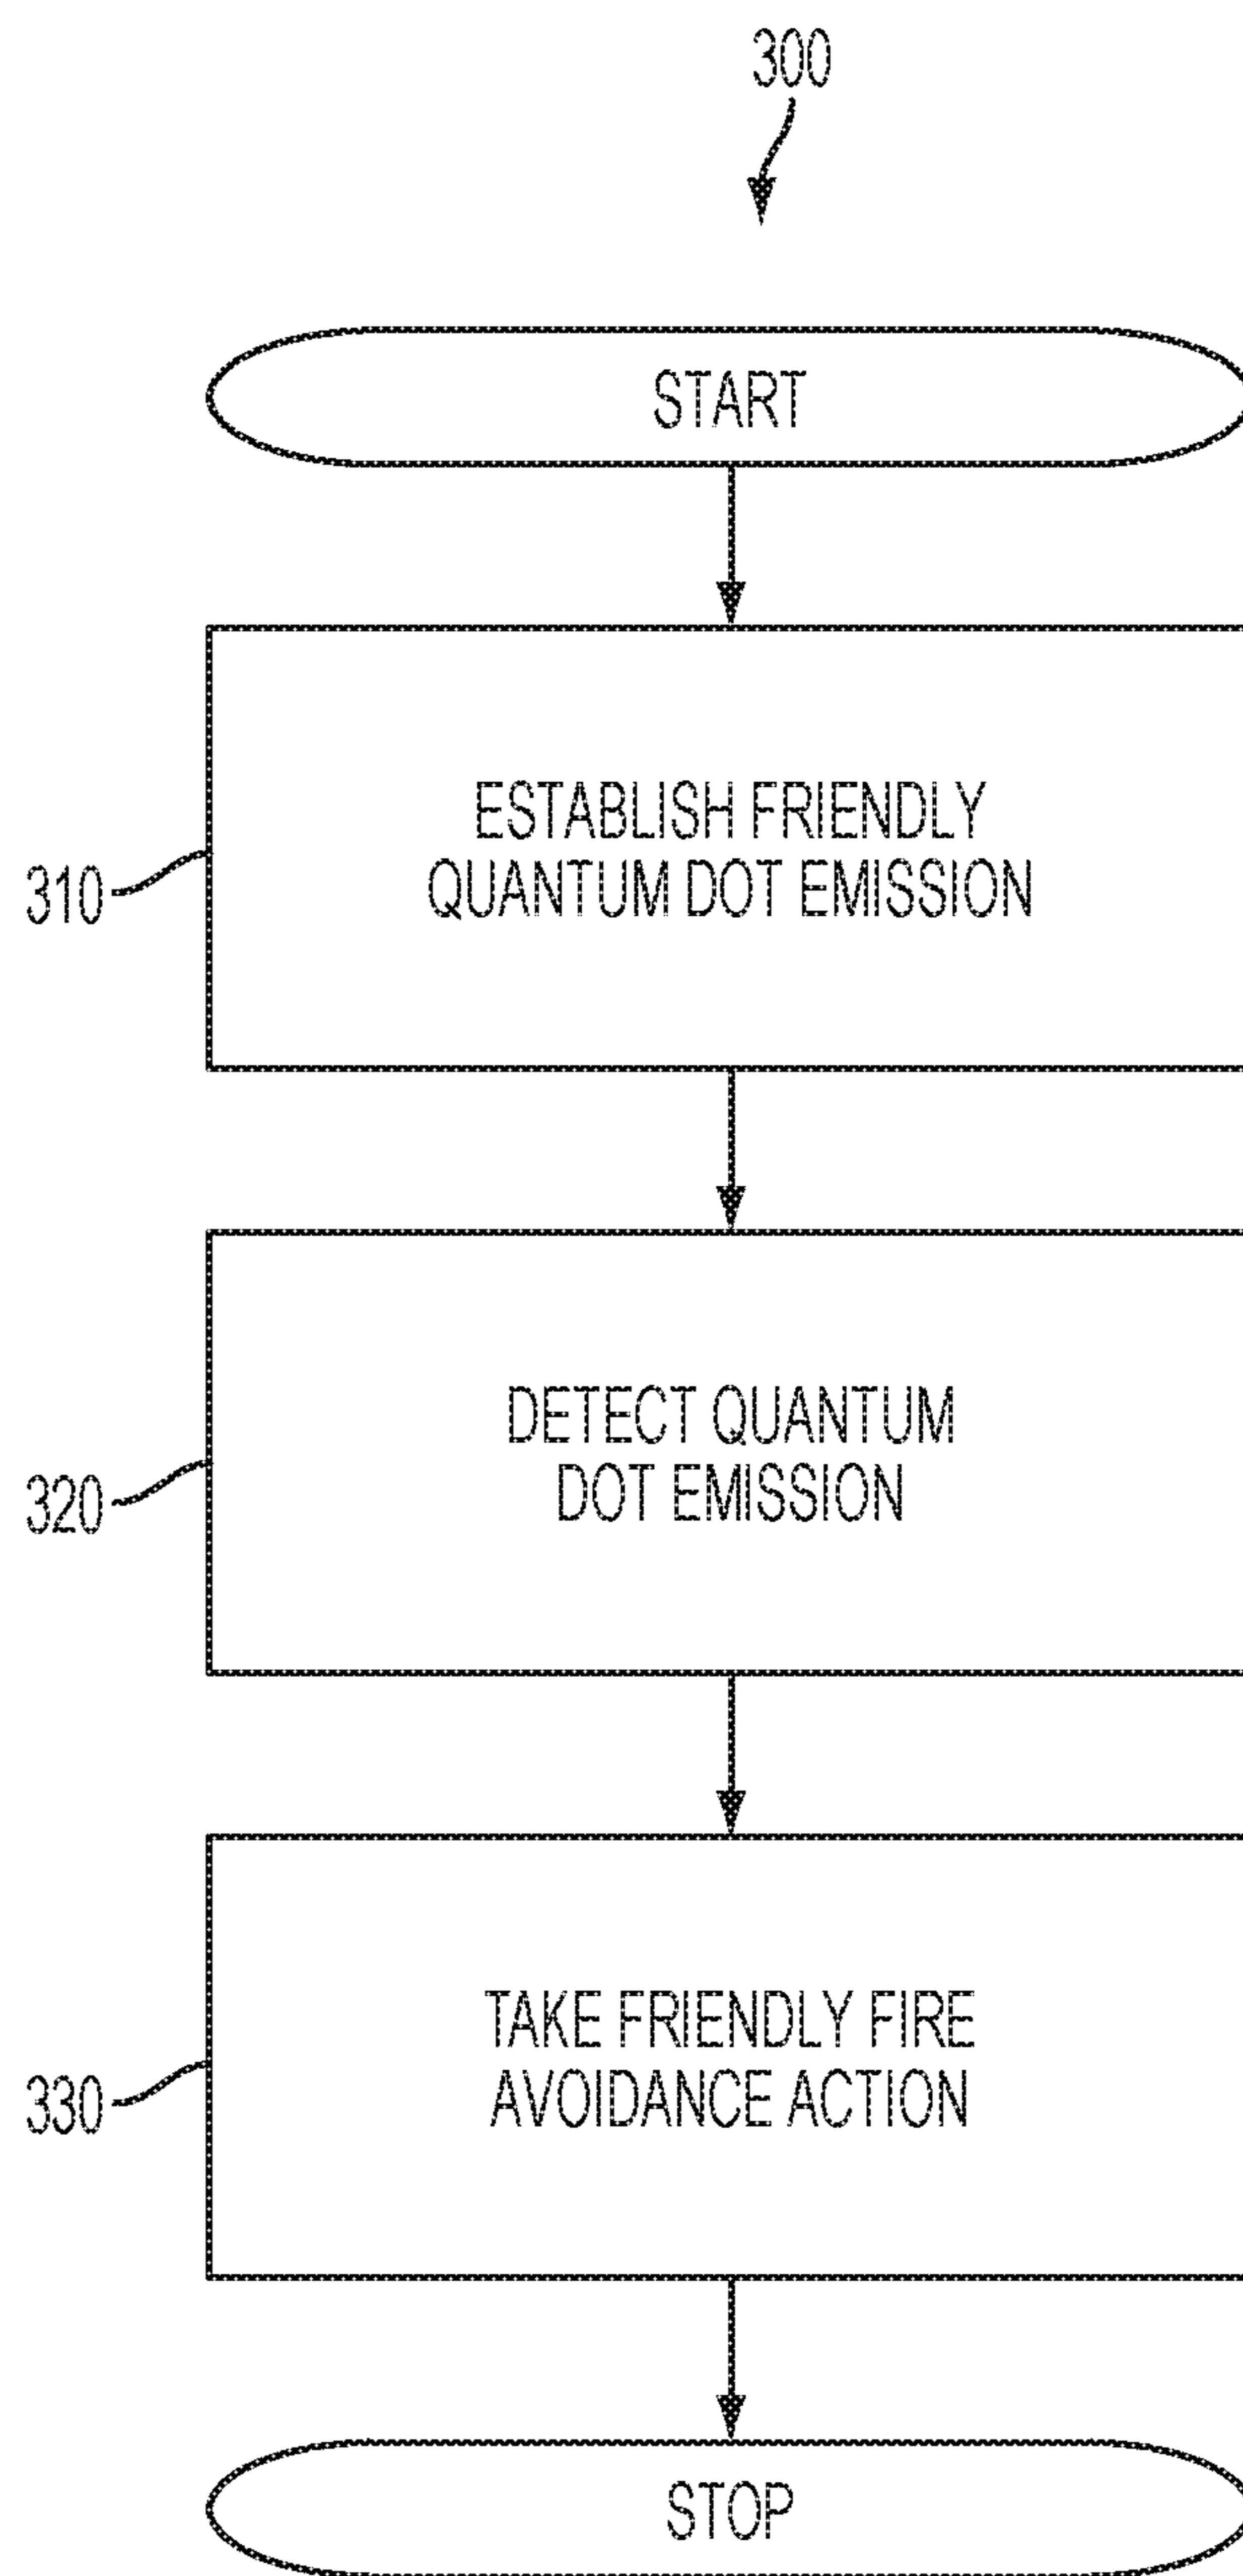 300
START
310
ESTABLISH FRIENDLY
QUANTUM DOT EMISSION
320
DETECT QUANTUM
DOT EMISSION
330
TAKE FRIENDLY FIRE
AVOIDANCE ACTION
STOP